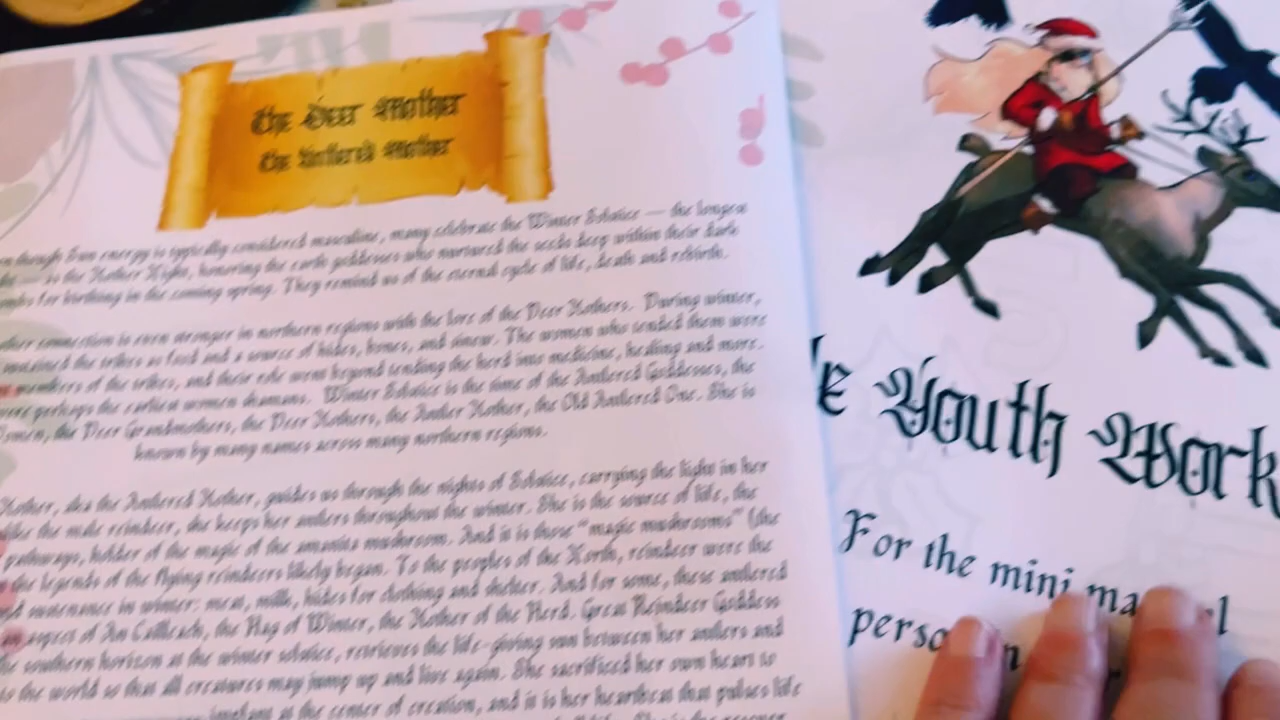 The Deer Mother
the Antlered Mother
though Sun energy is typically considered masculine, many celebrate the Winter Solstice — the longest
is the Mother Night, honoring the earth goddesses who nurtured the seeds deep within their dark
for birthing in the coming spring. They remind us of the eternal cycle of life, death and rebirth.
connection is even stronger in northern regions with the lore of the Deer Mothers. During winter,
sustained the tribes as food and a source of hides, bones, and sinew. The women who tended them were
members of the tribes, and their role went beyond tending the herd into medicine, healing and more.
were perhaps the earliest women shamans. Winter Solstice is the time of the Antlered Goddesses, the
the Deer Grandmothers, the Deer Mothers, the Antler Mother, the Old Antlered One. She is
known by many names across many northern regions.
Mother, aka the Antlered Mother, guides us through the nights of Solstice, carrying the light in her
like the male reindeer, she keeps her antlers throughout the winter. She is the source of life, the
pathways, holder of the magic of the amanita mushroom. And it is those "magic mushrooms" (the
the legends of the flying reindeers likely began. To the peoples of the North, reindeer were the
sustenance in winter: meat, milk, hides for clothing and shelter. And for some, these antlered
an aspect of An Cailleach, the Hag of Winter, the Mother of the Herd. Great Reindeer Goddess
the southern horizon at the winter solstice, retrieves the life-giving sun between her antlers and
to the world so that all creatures may jump up and live again. She sacrificed her own heart to
at the center of creation, and it is her heartbeat that pulses life
Youth Work
For the mini